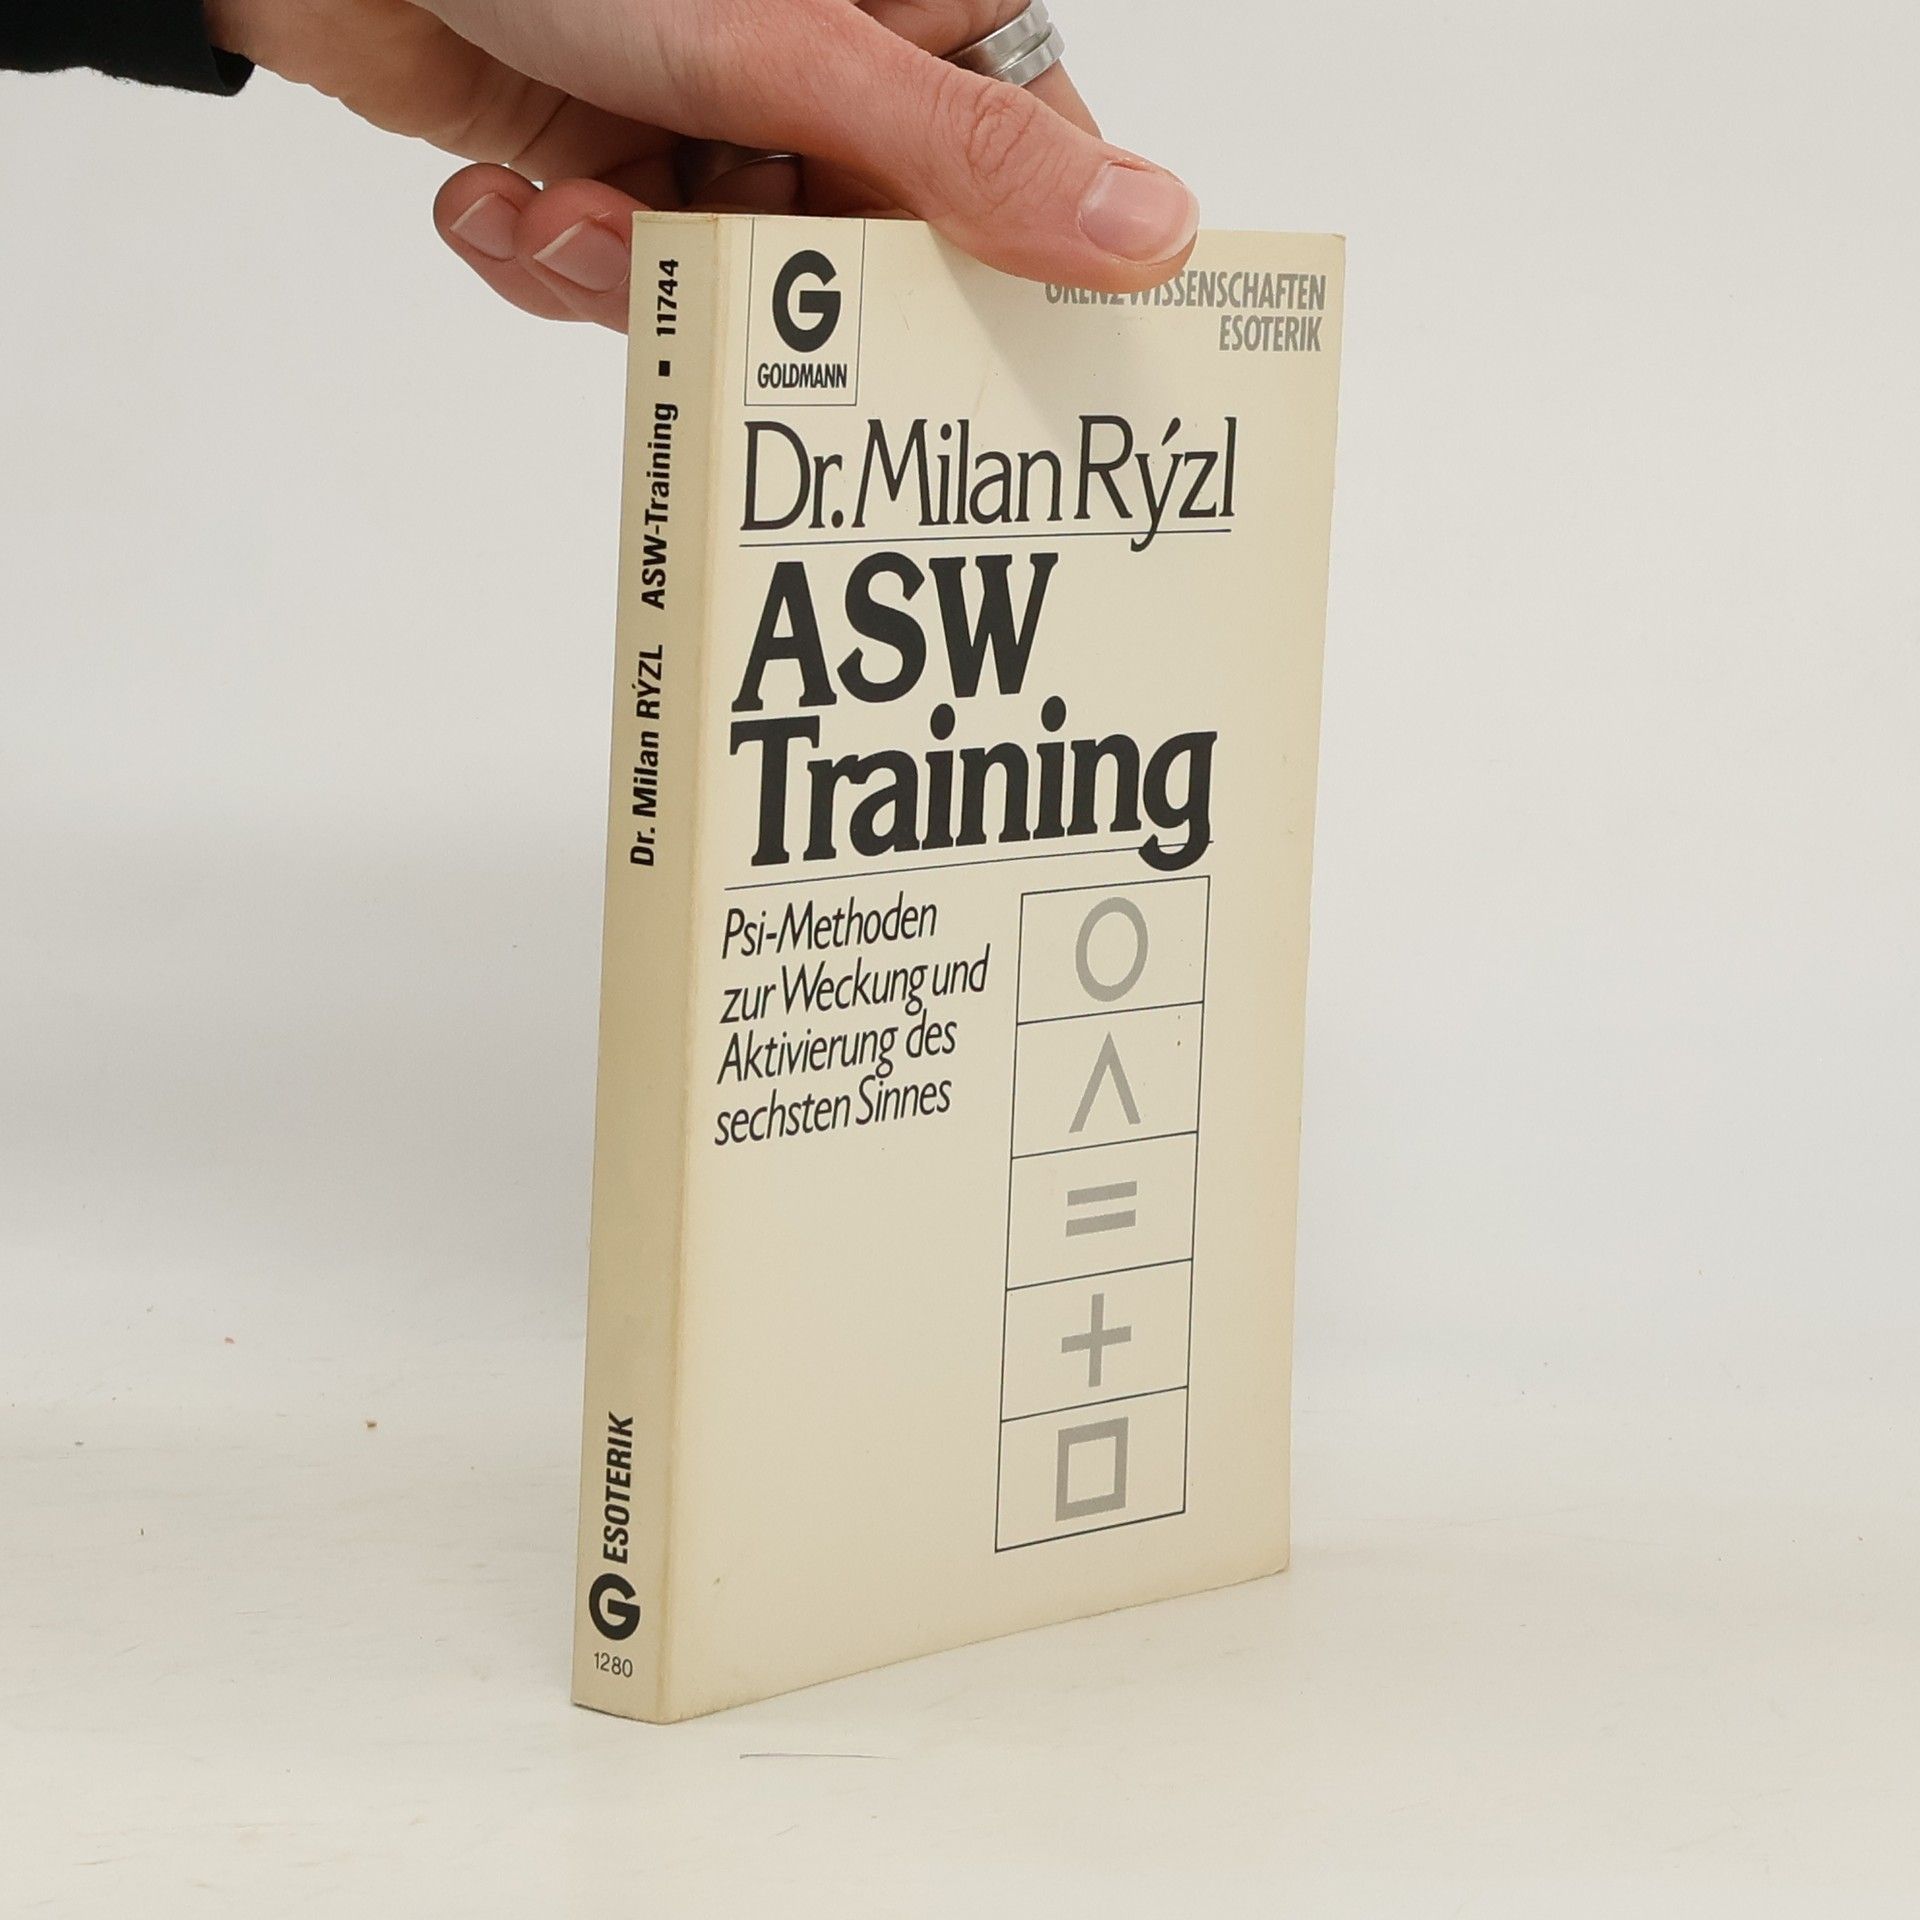 Dr. Milan RÝZL ASW-Training ■ 11744
G ESOTERIK
1280
G
GOLDMANN
GRENZWISSENSCHAFTEN
ESOTERIK
Dr. Milan Rýzl
ASW
Training
Psi-Methoden
zur Weckung und
Aktivierung des
sechsten Sinnes